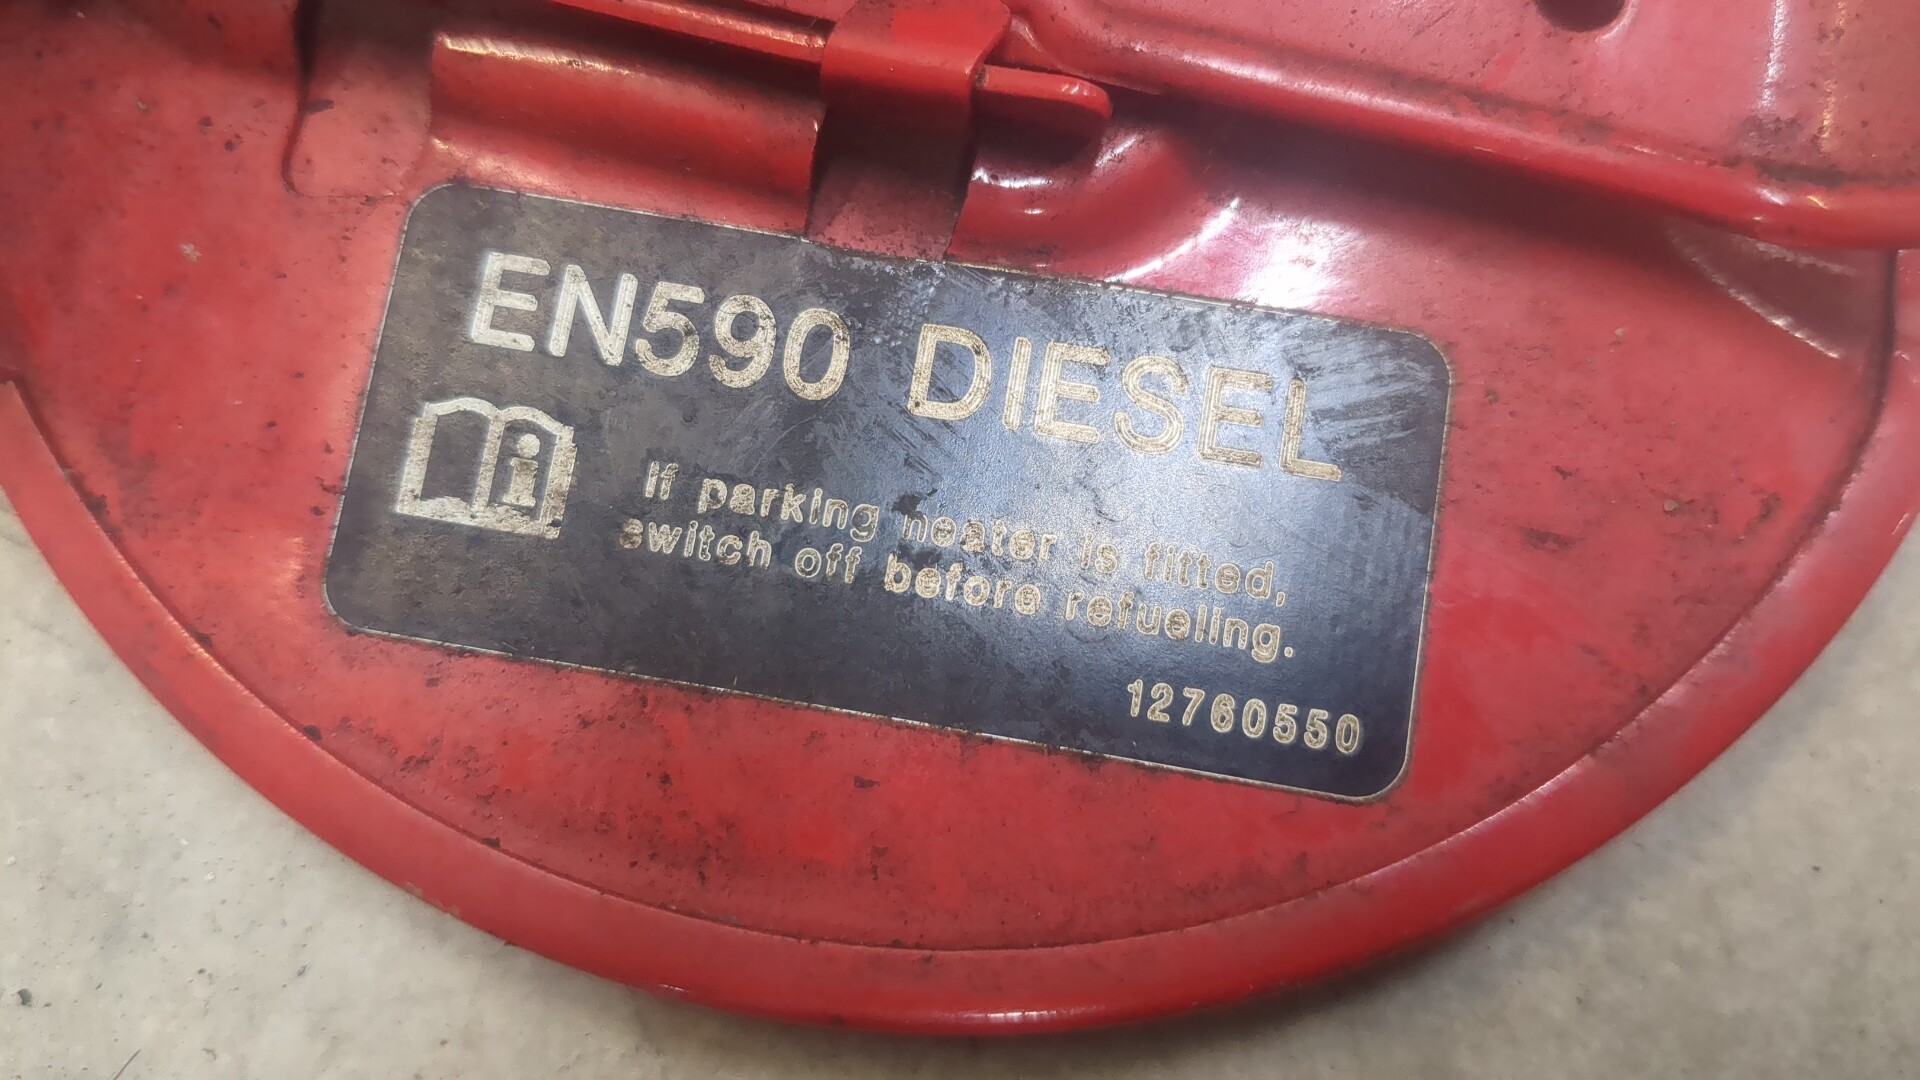 EN590 DIESEL
If parking heater is fitted,
switch off before refueling.
12760550